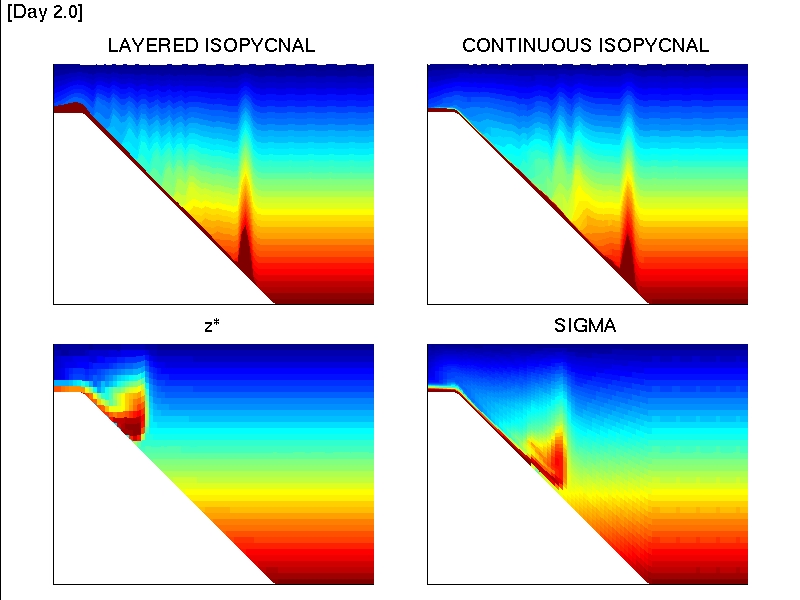 [Day 2.0]
LAYERED ISOPYCNAL
CONTINUOUS ISOPYCNAL
z*
SIGMA